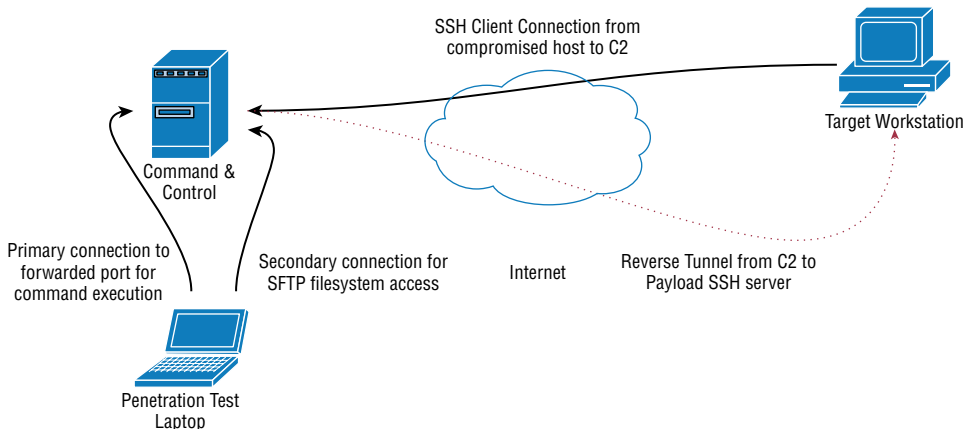 SSH Client Connection from
compromised host to C2
Target Workstation
Command &
Control
Primary connection to
forwarded port for
command execution
Secondary connection for
SFTP filesystem access
Internet
Reverse Tunnel from C2 to
Payload SSH server
Penetration Test
Laptop